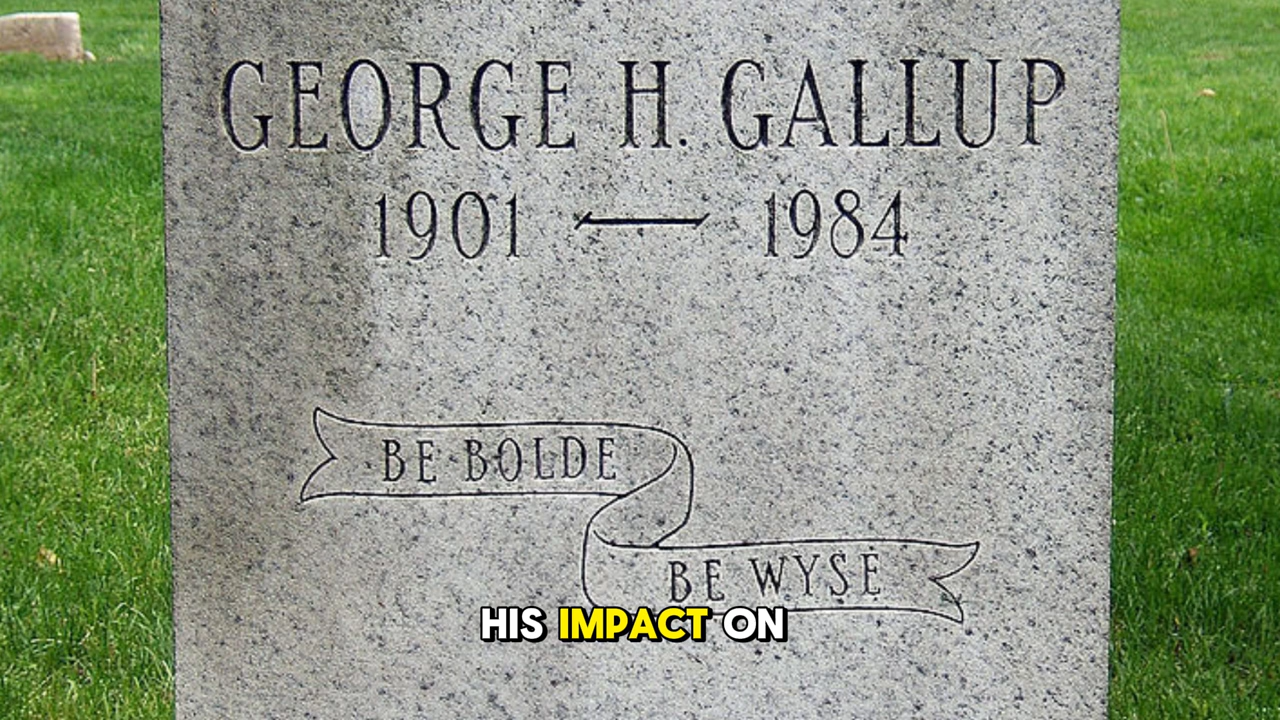 GEORGE H. GALLUP
1901 — 1984
BE BOLDE
BE WYSE
HIS IMPACT ON